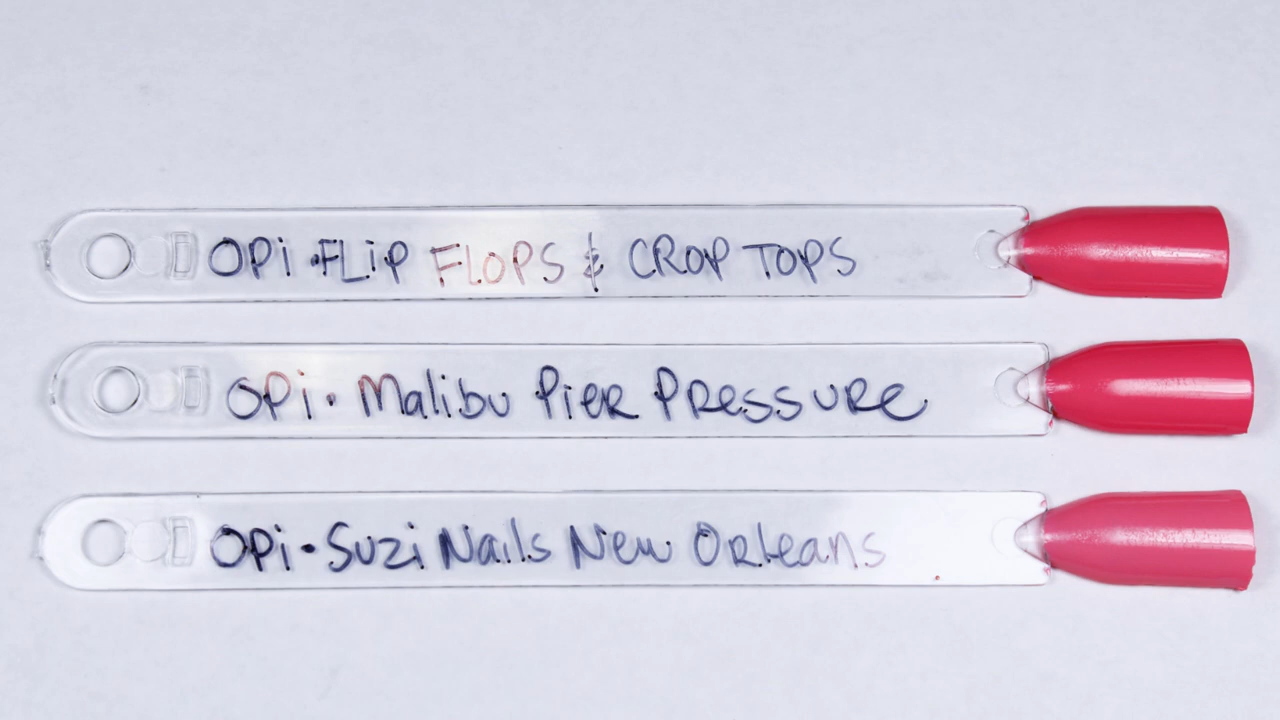 OPi · FLiP FLOPS & CROP TOPS
OPi · Malibu Pier Pressure
OPi - Suzi Nails New Orleans